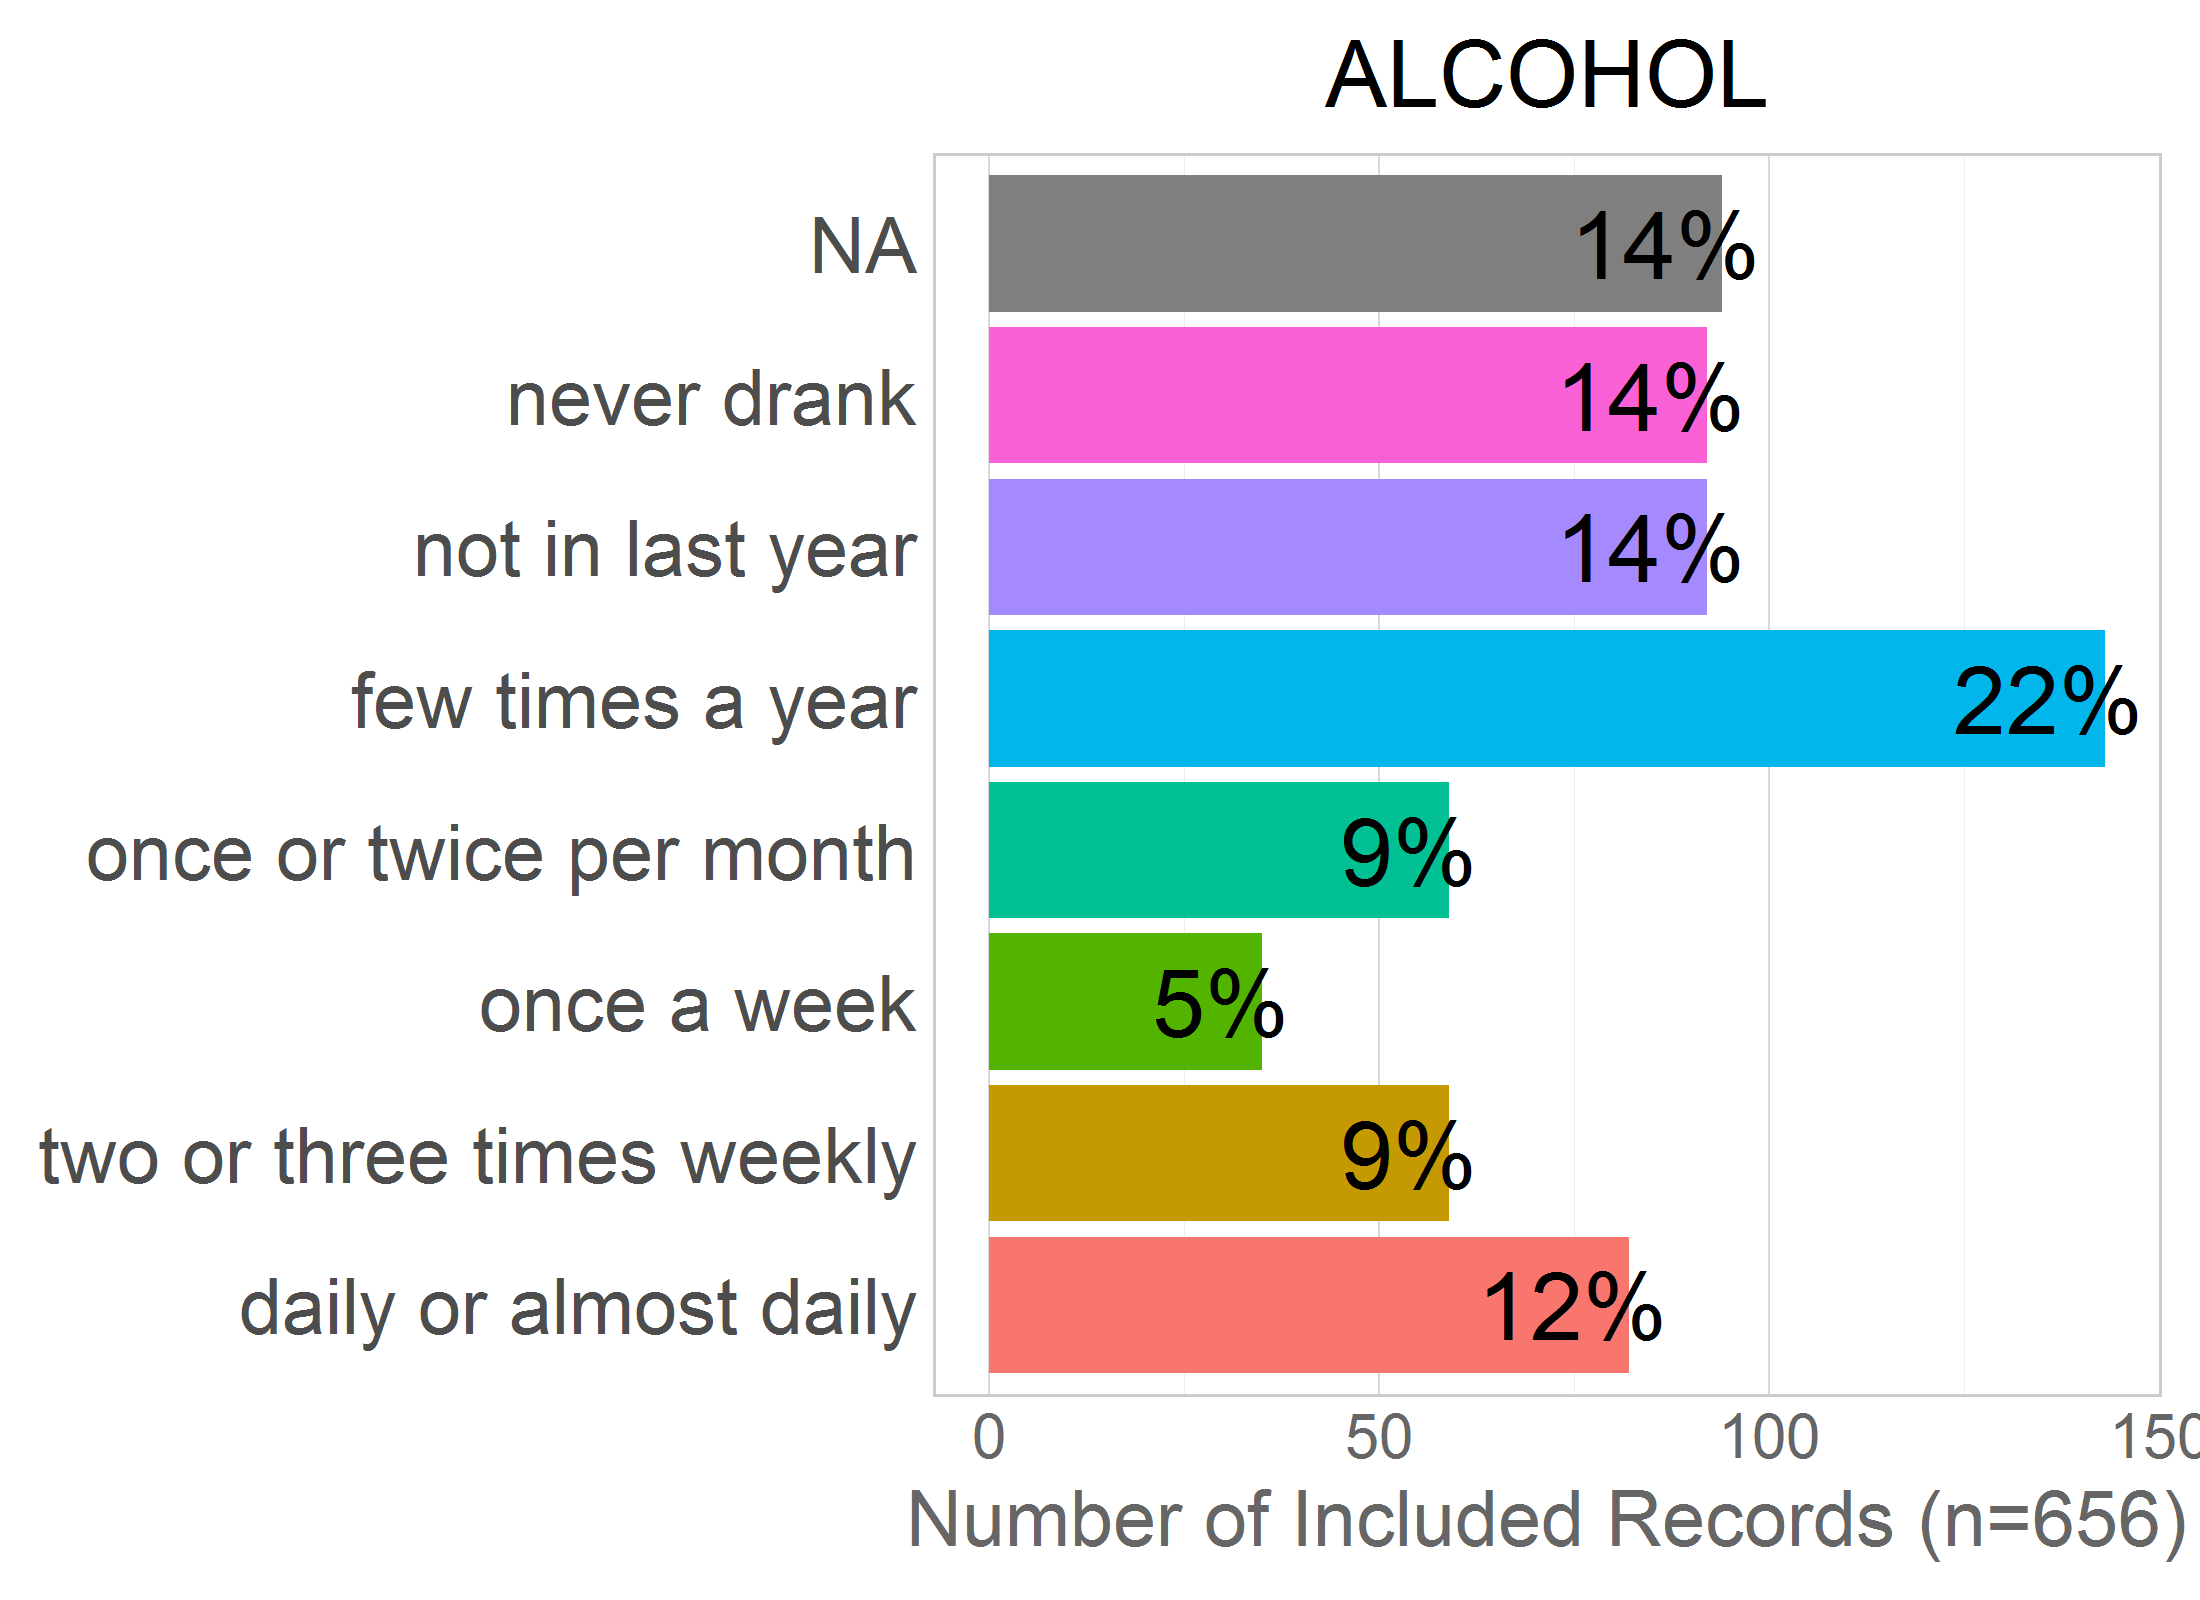 ALCOHOL
NA 14%
never drank 14%
not in last year 14%
few times a year 22%
once or twice per month 9%
once a week 5%
two or three times weekly 9%
daily or almost daily 12%
0 50 100 150
Number of Included Records (n=656)